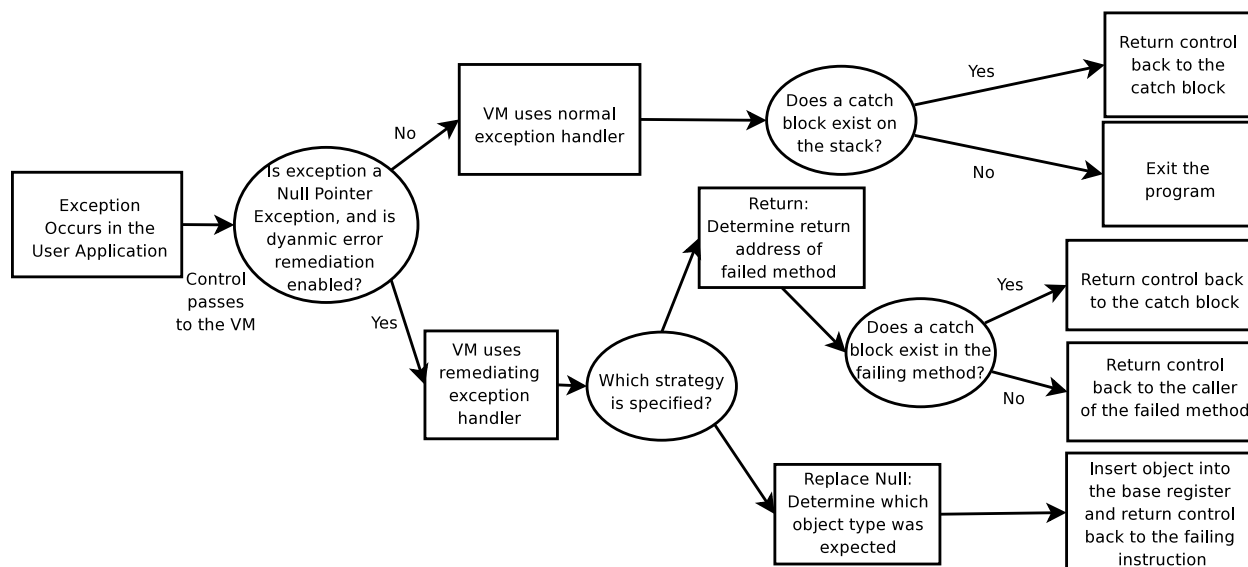 Exception
Occurs in the
User Application
Control
passes
to the VM
Is exception a
Null Pointer
Exception, and is
dyanmic error
remediation
enabled?
No
VM uses normal
exception handler
Does a catch
block exist on
the stack?
Yes
Return control
back to the
catch block
No
Exit the
program
Yes
VM uses
remediating
exception
handler
Which strategy
is specified?
Return:
Determine return
address of
failed method
Does a catch
block exist in the
failing method?
Yes
Return control back
to the catch block
No
Return control
back to the caller
of the failed method
Replace Null:
Determine which
object type was
expected
Insert object into
the base register
and return control
back to the failing
instruction